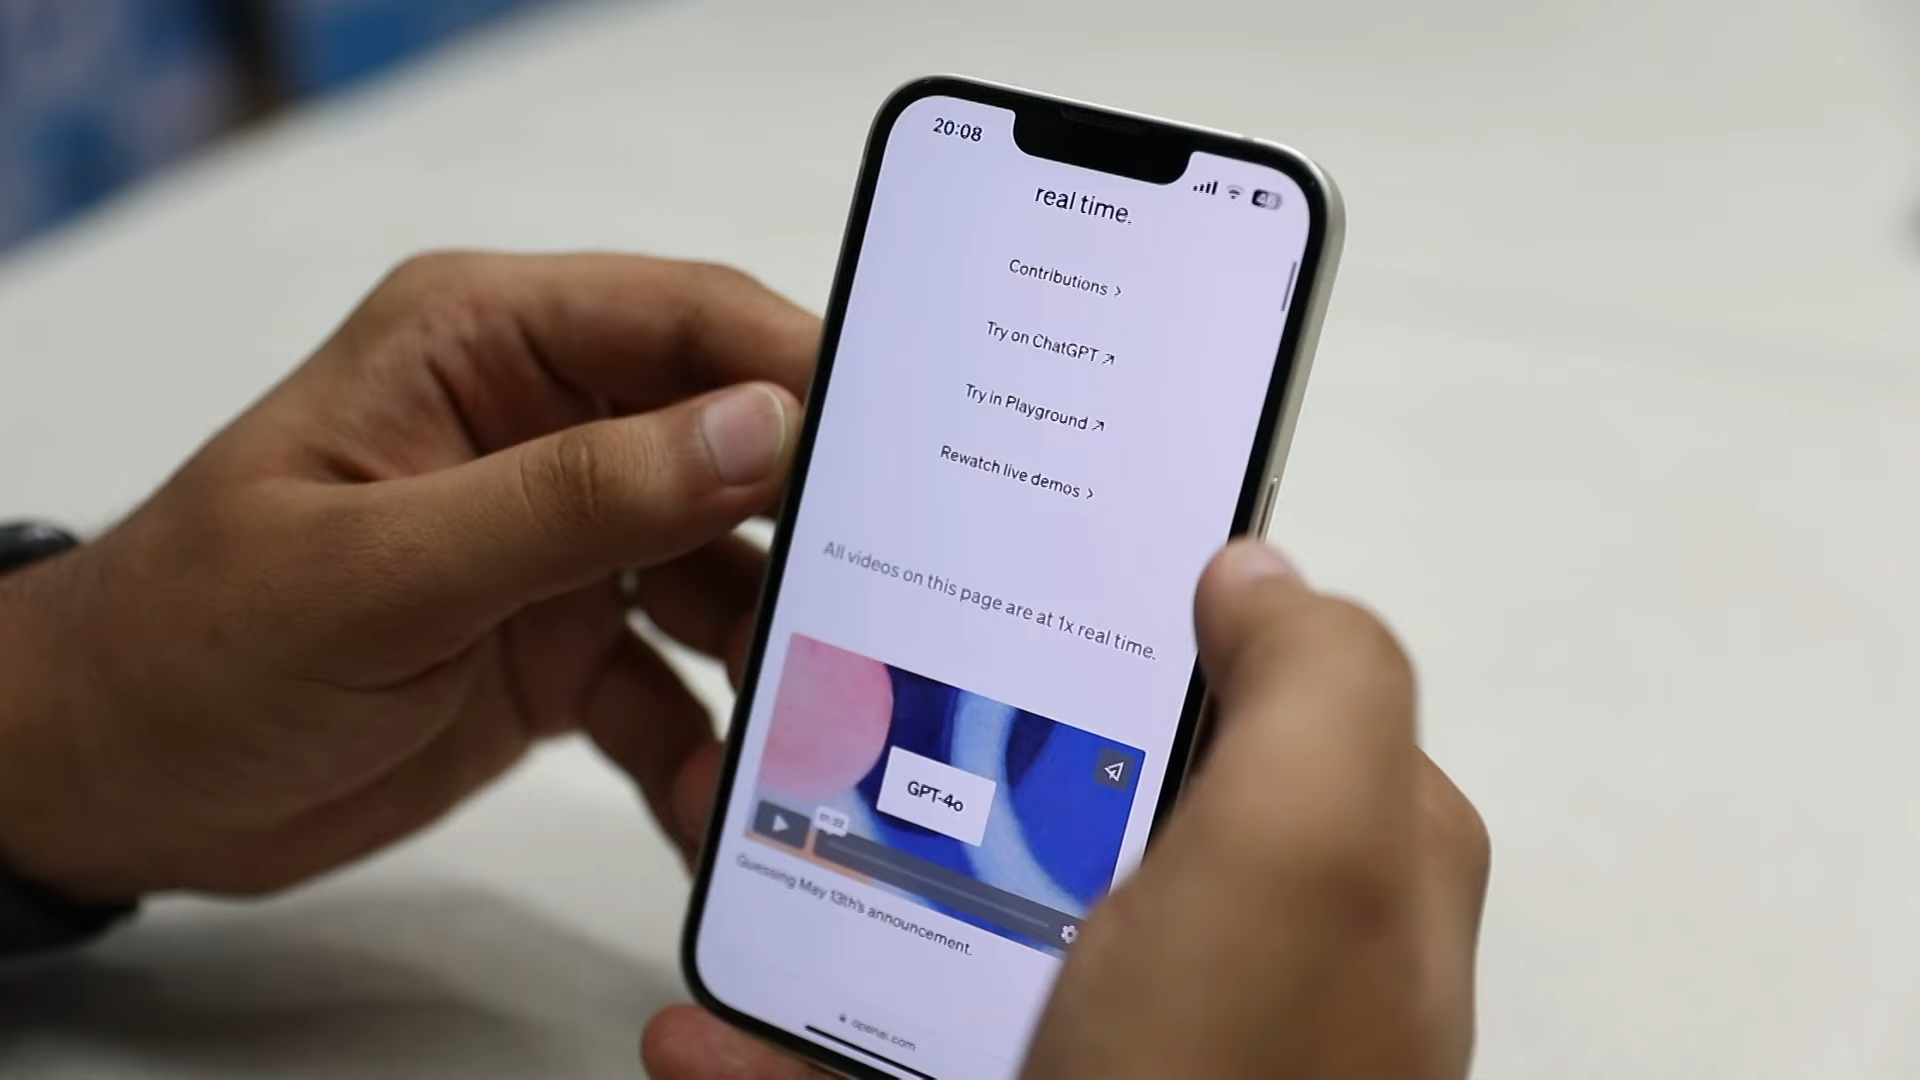 20:08
real time.
Contributions >
Try on ChatGPT ↗
Try in Playground ↗
Rewatch live demos >
All videos on this page are at 1x real time.
GPT-4o
Guessing May 13th's announcement.
openai.com